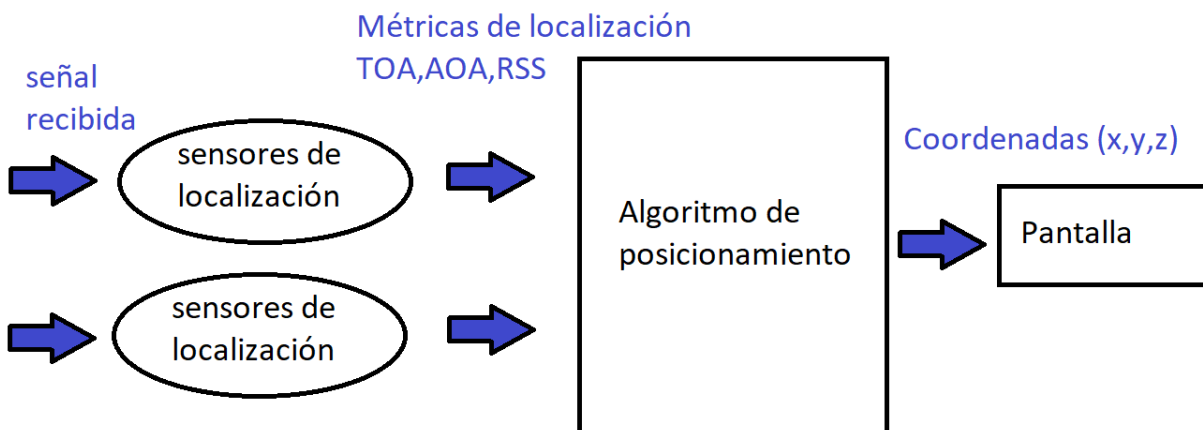 Métricas de localización
TOA,AOA,RSS
señal
recibida
sensores de
localización
sensores de
localización
Algoritmo de
posicionamiento
Coordenadas (x,y,z)
Pantalla